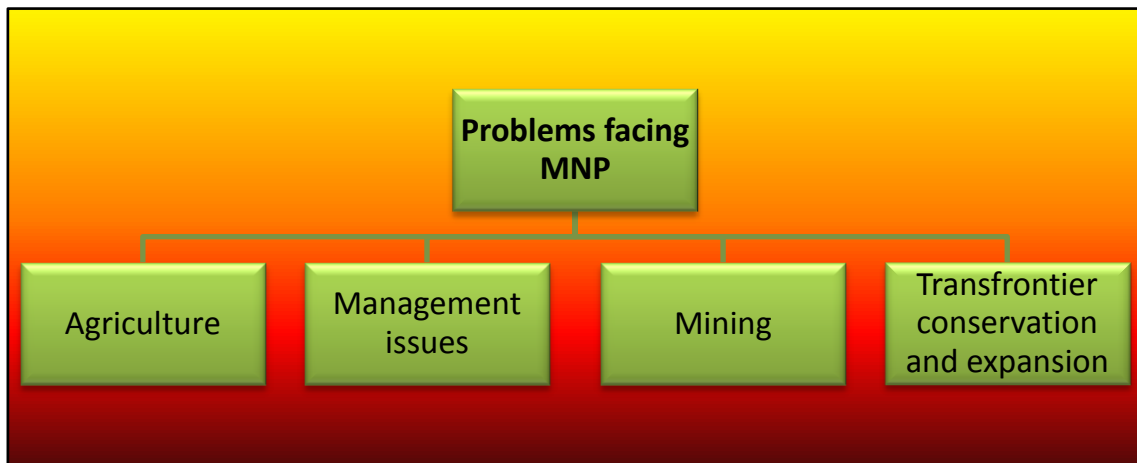 Problems facing
MNP
Agriculture
Management
issues
Mining
Transfrontier
conservation
and expansion